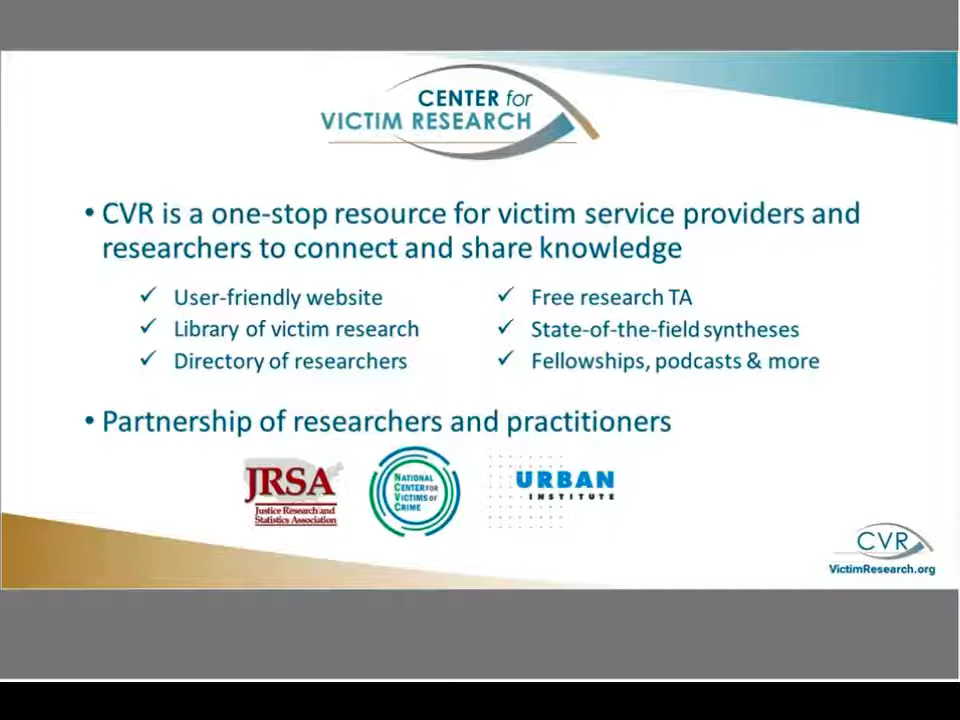 CENTER for
VICTIM RESEARCH
• CVR is a one-stop resource for victim service providers and
researchers to connect and share knowledge
✓ User-friendly website
✓ Library of victim research
✓ Directory of researchers
✓ Free research TA
✓ State-of-the-field syntheses
✓ Fellowships, podcasts & more
• Partnership of researchers and practitioners
JRSA
Justice Research and
Statistics Association
NATIONAL
CENTER FOR
VICTIMS OF
CRIME
URBAN
INSTITUTE
CVR
VictimResearch.org